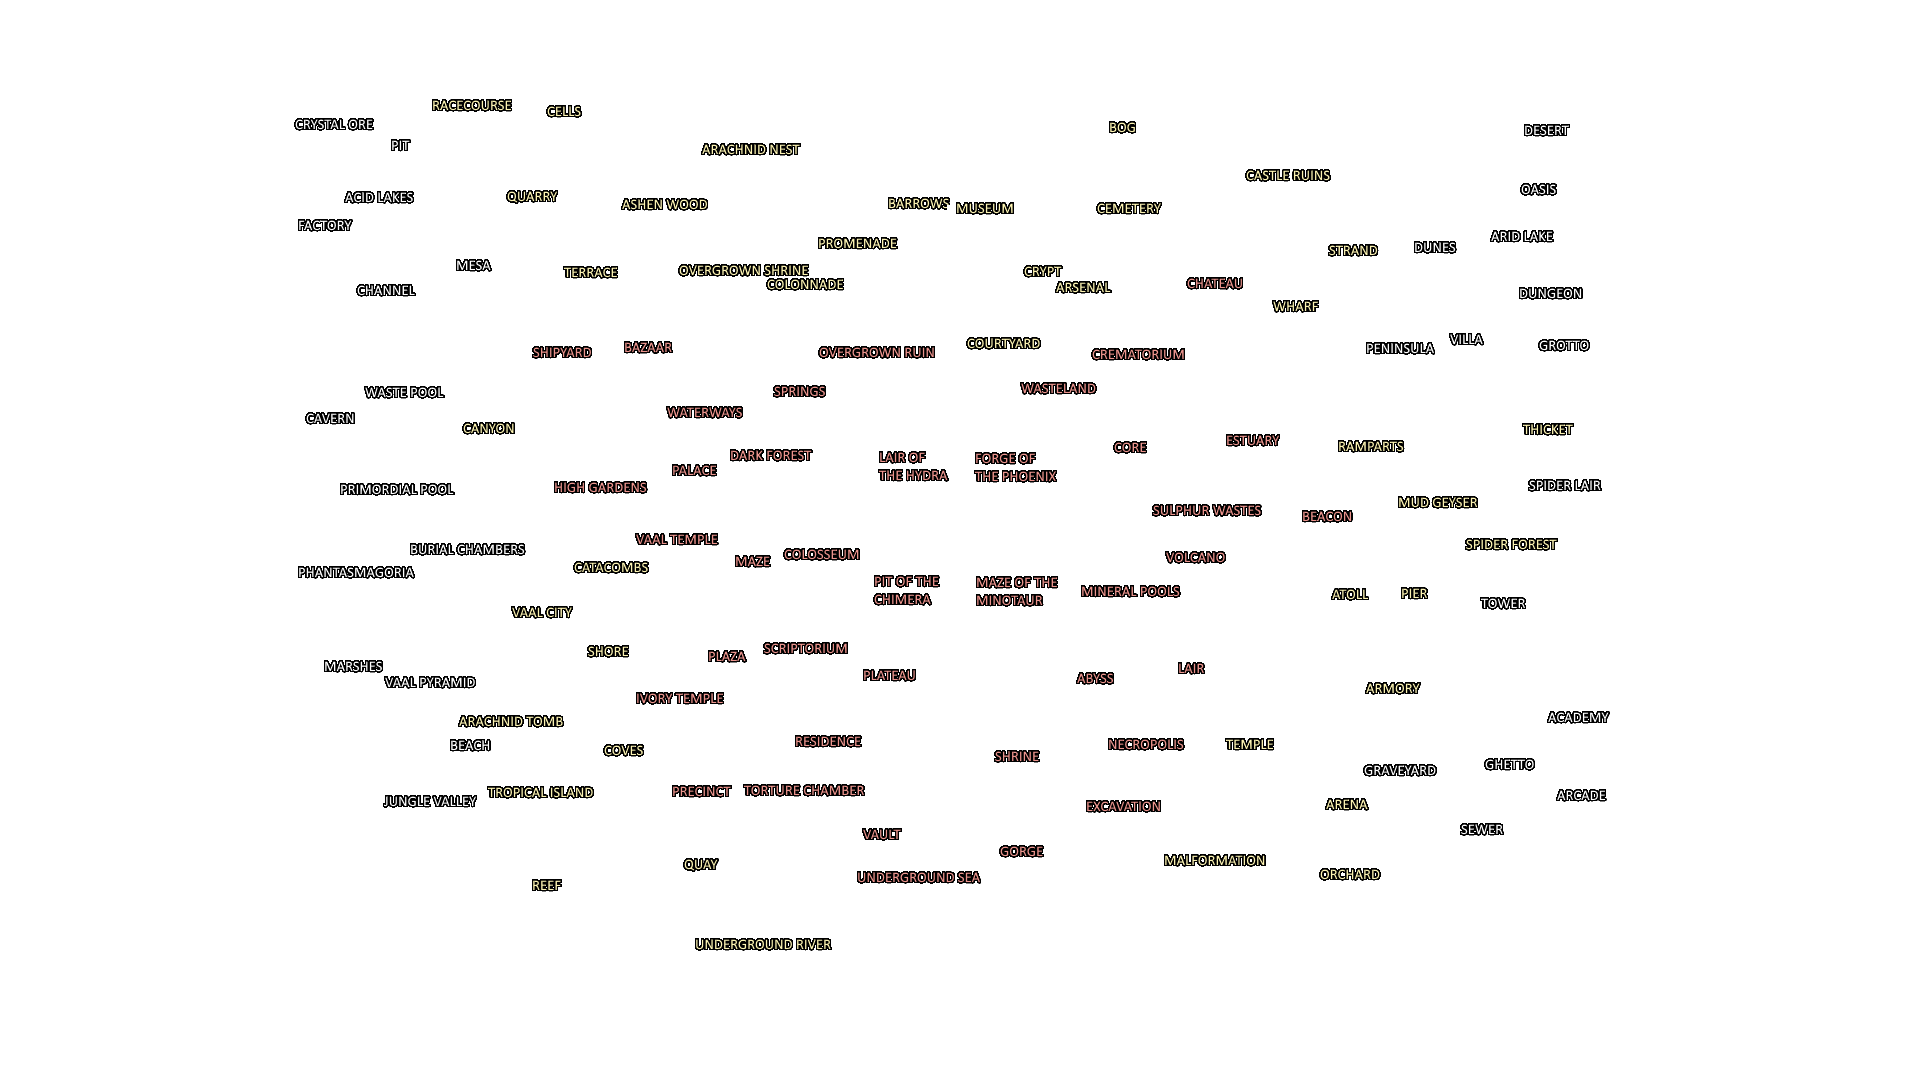 RACECOURSE
CELLS
CRYSTAL ORE
BOG
DESERT
PIT
ARACHNID NEST
CASTLE RUINS
OASIS
ACID LAKES
QUARRY
ASHEN WOOD
BARROWS
MUSEUM
CEMETERY
FACTORY
ARID LAKE
PROMENADE
STRAND
DUNES
MESA
TERRACE
OVERGROWN SHRINE
CRYPT
COLONNADE
ARSENAL
CHATEAU
CHANNEL
DUNGEON
WHARF
VILLA
COURTYARD
GROTTO
BAZAAR
PENINSULA
SHIPYARD
OVERGROWN RUIN
CREMATORIUM
WASTELAND
SPRINGS
WASTE POOL
WATERWAYS
CAVERN
CANYON
THICKET
ESTUARY
RAMPARTS
CORE
DARK FOREST
LAIR OF
THE HYDRA
FORGE OF
THE PHOENIX
PALACE
SPIDER LAIR
HIGH GARDENS
PRIMORDIAL POOL
MUD GEYSER
SULPHUR WASTES
BEACON
VAAL TEMPLE
SPIDER FOREST
BURIAL CHAMBERS
COLOSSEUM
VOLCANO
MAZE
CATACOMBS
PHANTASMAGORIA
PIT OF THE
CHIMERA
MAZE OF THE
MINOTAUR
MINERAL POOLS
ATOLL
PIER
TOWER
VAAL CITY
SCRIPTORIUM
SHORE
PLAZA
MARSHES
LAIR
PLATEAU
ABYSS
VAAL PYRAMID
ARMORY
IVORY TEMPLE
ACADEMY
ARACHNID TOMB
RESIDENCE
BEACH
NECROPOLIS
TEMPLE
COVES
SHRINE
GHETTO
GRAVEYARD
PRECINCT
TORTURE CHAMBER
TROPICAL ISLAND
ARCADE
JUNGLE VALLEY
ARENA
EXCAVATION
SEWER
VAULT
GORGE
MALFORMATION
QUAY
ORCHARD
UNDERGROUND SEA
REEF
UNDERGROUND RIVER